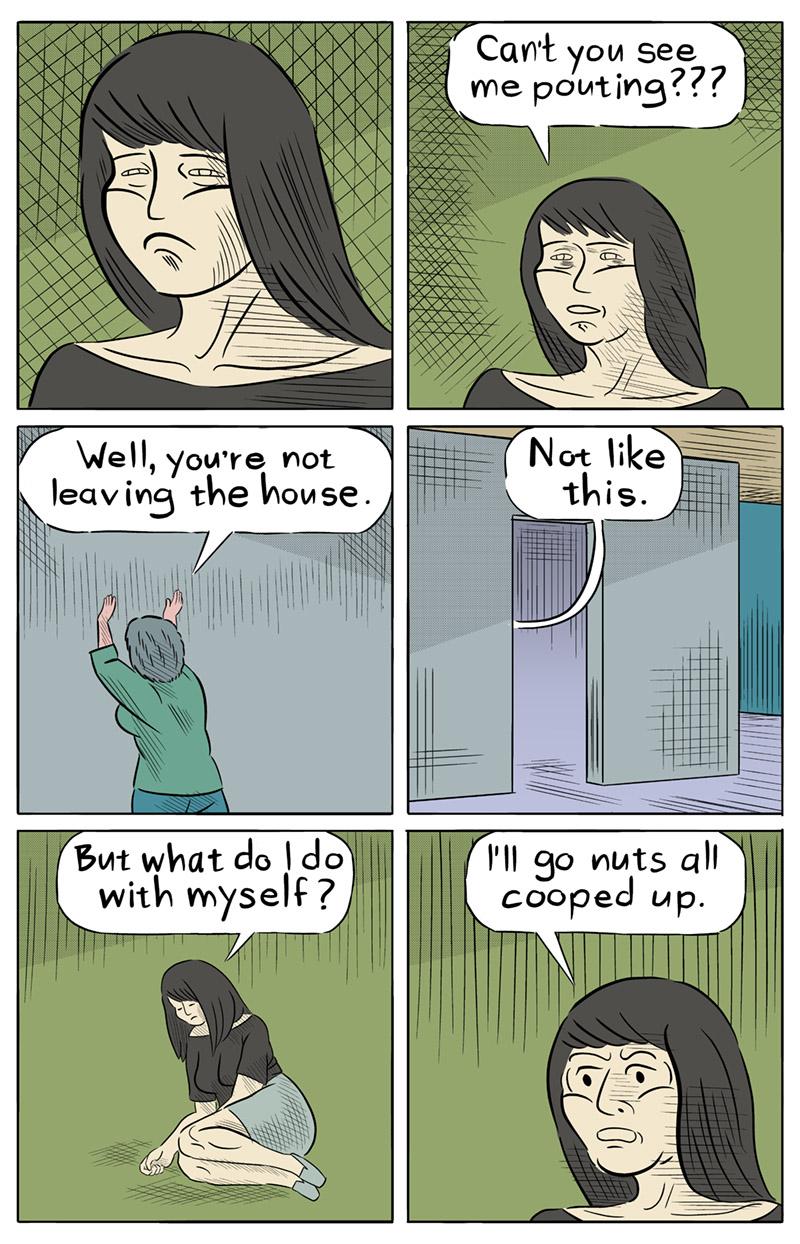 Can't you see
me pouting???
Well, you're not
leaving the house.
Not like
this.
But what do I do
with myself?
I'll go nuts all
cooped up.